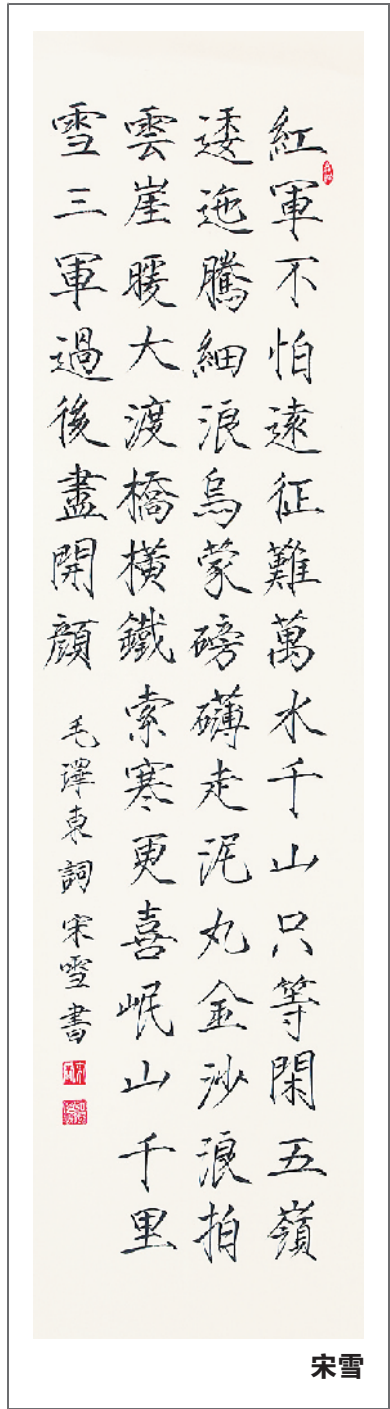 紅軍不怕遠征難萬水千山只等閑五嶺
逶迤騰細浪烏蒙磅礴走泥丸金沙浪拍
雲崖暖大渡橋橫鐵索寒更喜岷山千里
雪三軍過後盡開顏
毛澤東詞宋雪書
宋雪